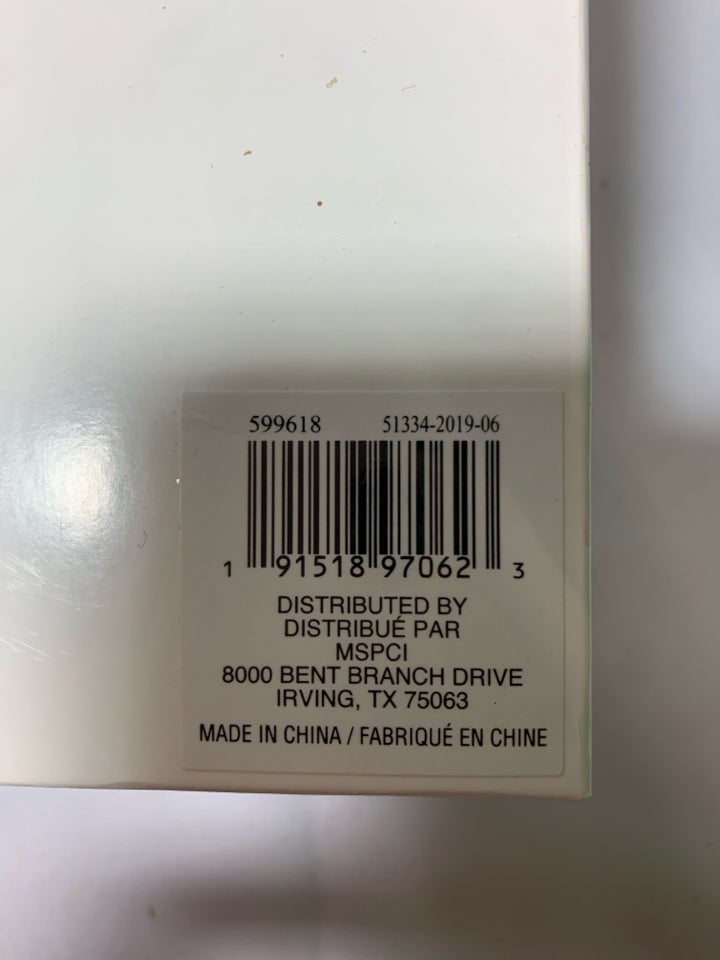 599618 51334-2019-06
1 91518 97062 3
DISTRIBUTED BY
DISTRIBUÉ PAR
MSPCI
8000 BENT BRANCH DRIVE
IRVING, TX 75063
MADE IN CHINA / FABRIQUÉ EN CHINE